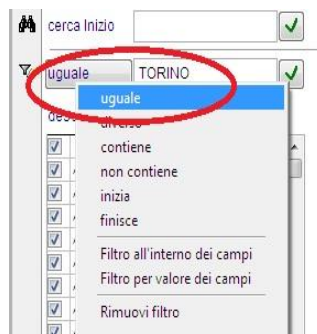 cerca Inizio
uguale TORINO
uguale
diverso
contiene
non contiene
inizia
finisce
Filtro all'interno dei campi
Filtro per valore dei campi
Rimuovi filtro